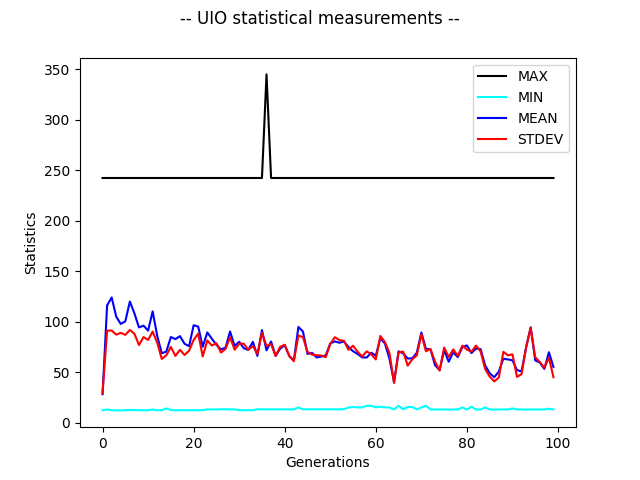 -- UIO statistical measurements --
350
300
250
200
150
100
50
0
Statistics
MAX
MIN
MEAN
STDEV
0 20 40 60 80 100
Generations